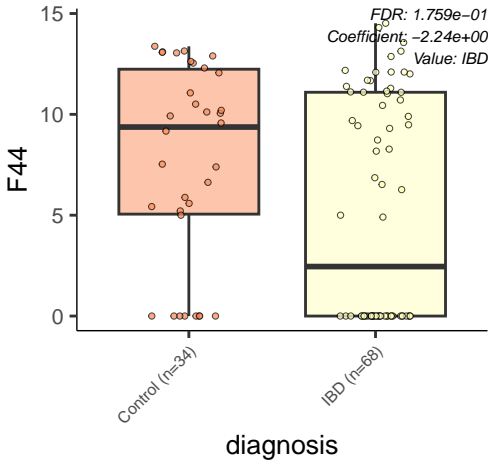 FDR: 1.759e−01
Coefficient: −2.24e+00
Value: IBD
15
10
5
0
F44
Control (n=34)
IBD (n=68)
diagnosis